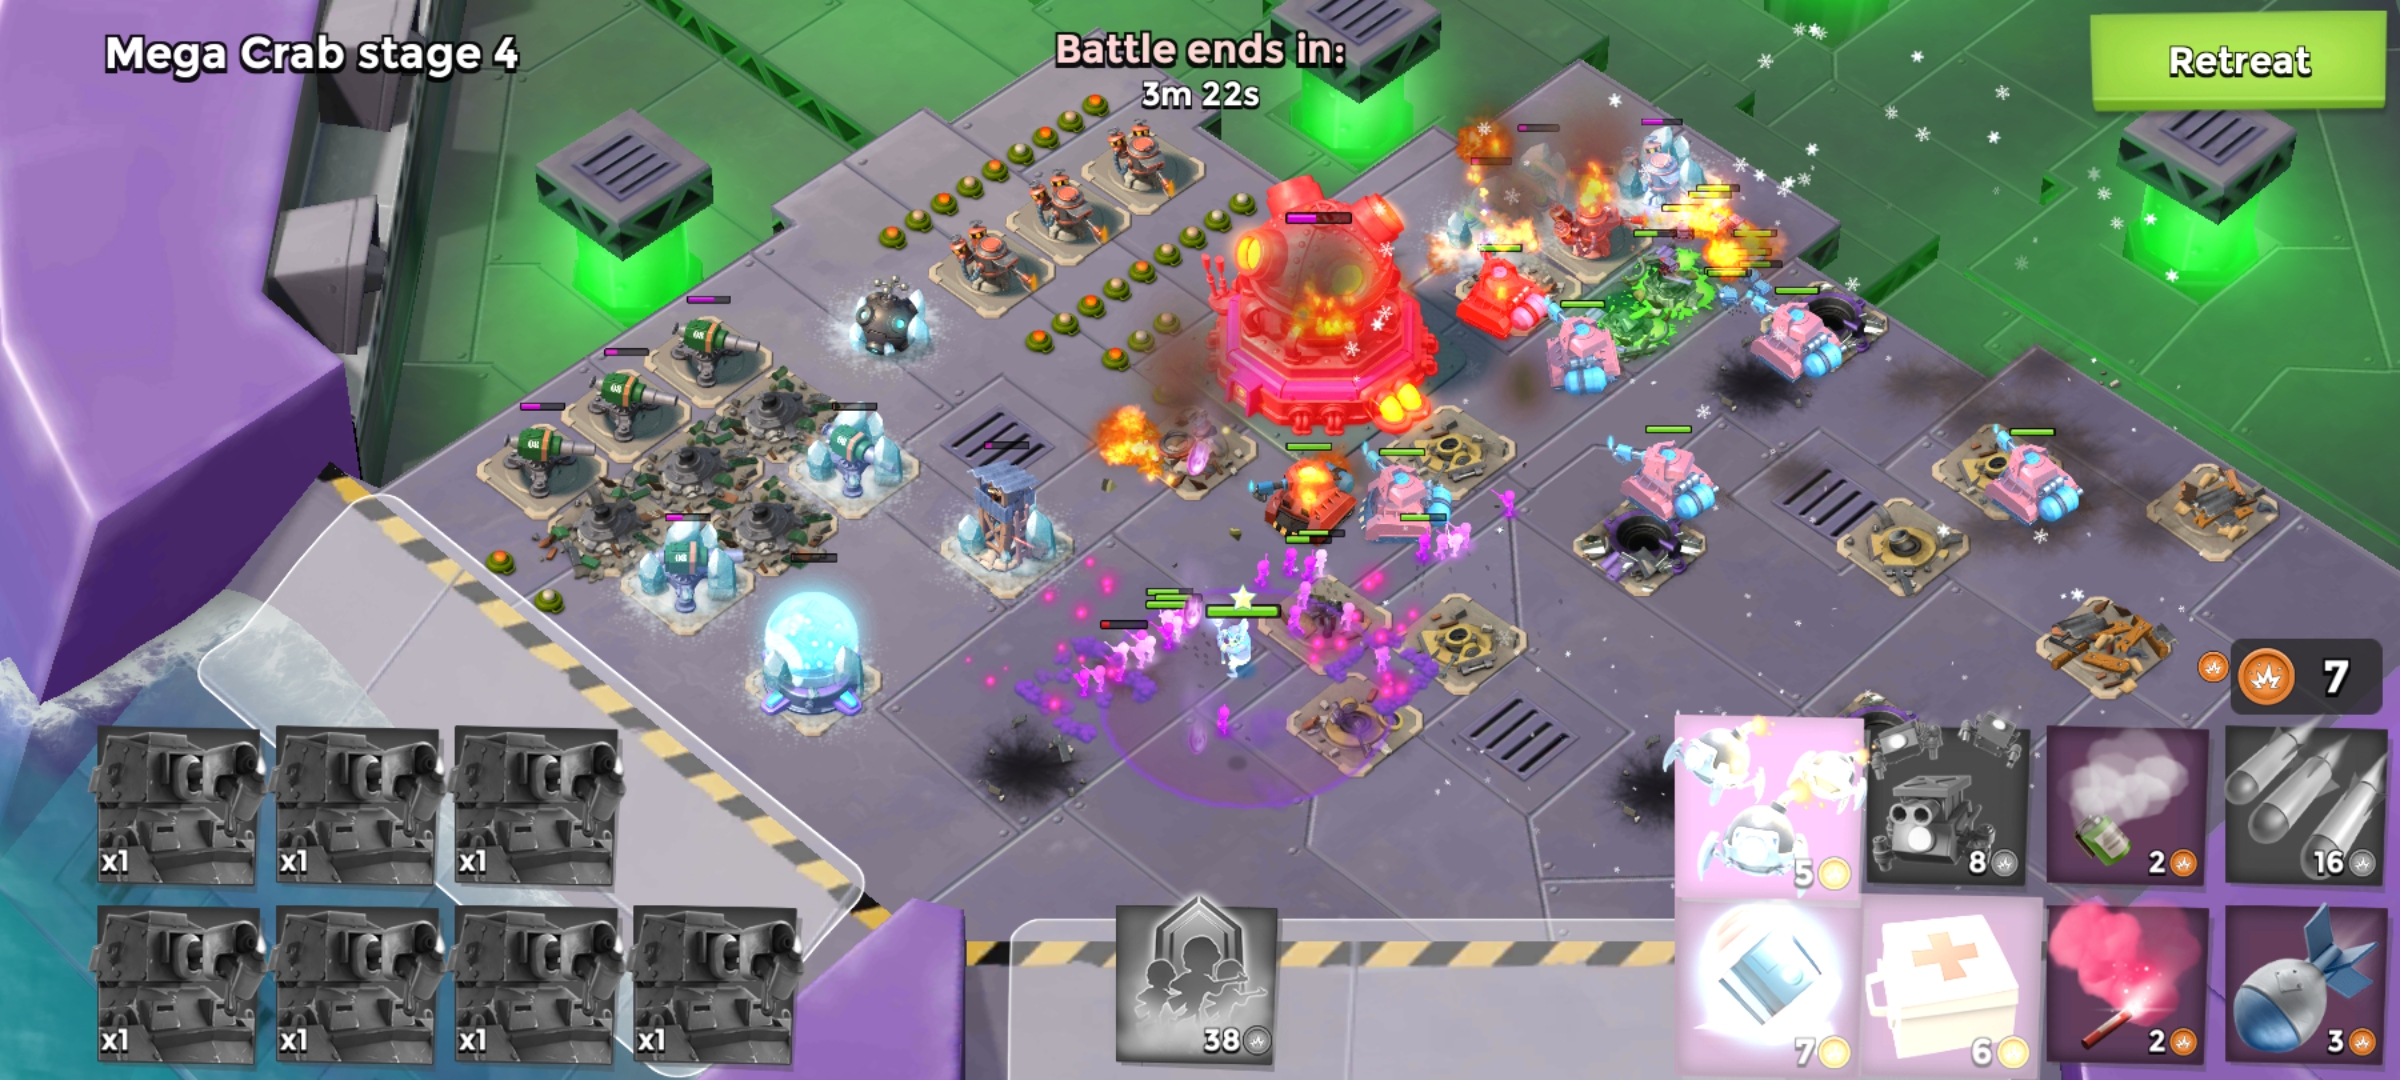 Mega Crab stage 4
Battle ends in:
3m 22s
Retreat
7
x1
x1
x1
5
8
2
16
x1
x1
x1
x1
38
7
6
2
3